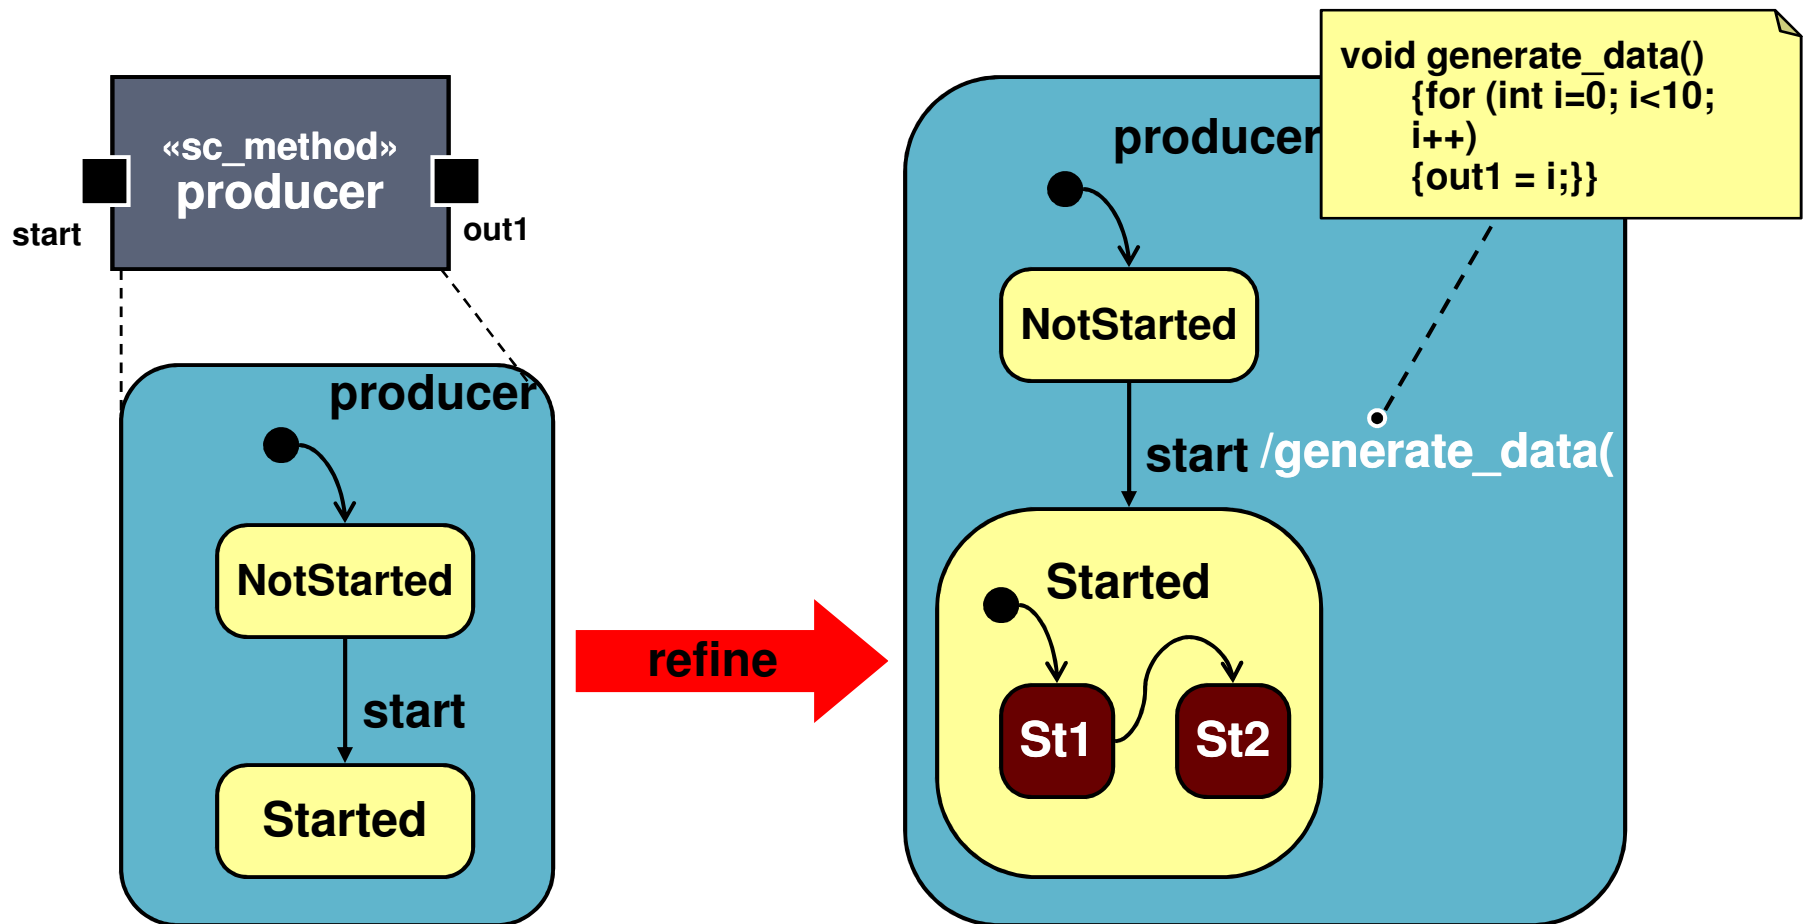 «sc_method»
producer
start
out1
producer
NotStarted
start
Started
refine
void generate_data()
{for (int i=0; i<10;
i++)
{out1 = i;}}
producer
NotStarted
start /generate_data(
Started
St1
St2